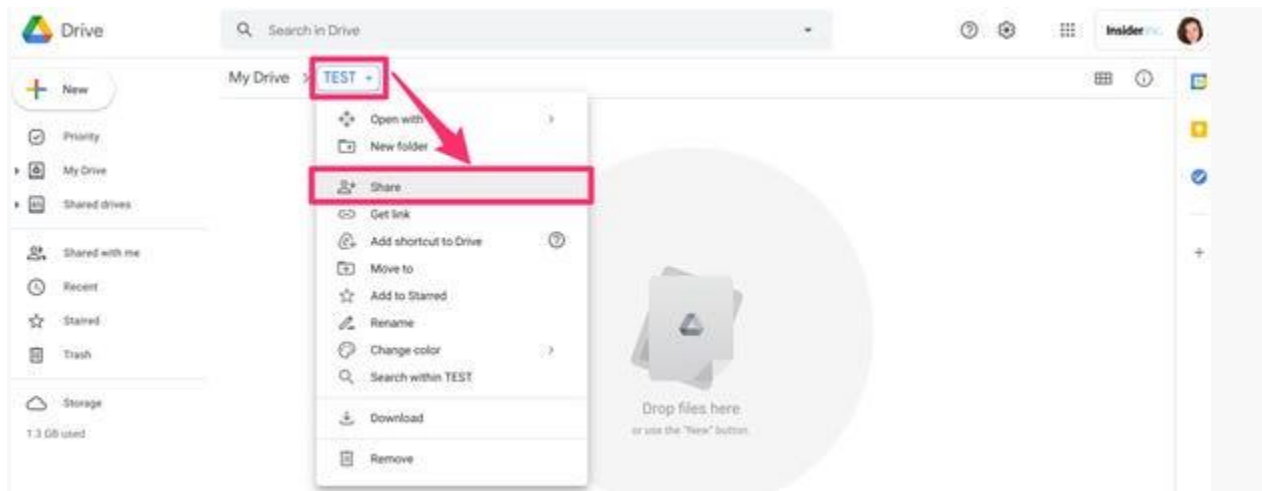 Drive
Search in Drive
Insider Inc.
New
My Drive > TEST
Priority
My Drive
Shared drives
Shared with me
Recent
Starred
Trash
Storage
1.3 GB used
Open with
New folder
Share
Get link
Add shortcut to Drive
Move to
Add to Starred
Rename
Change color
Search within TEST
Download
Remove
Drop files here
or use the "New" button.